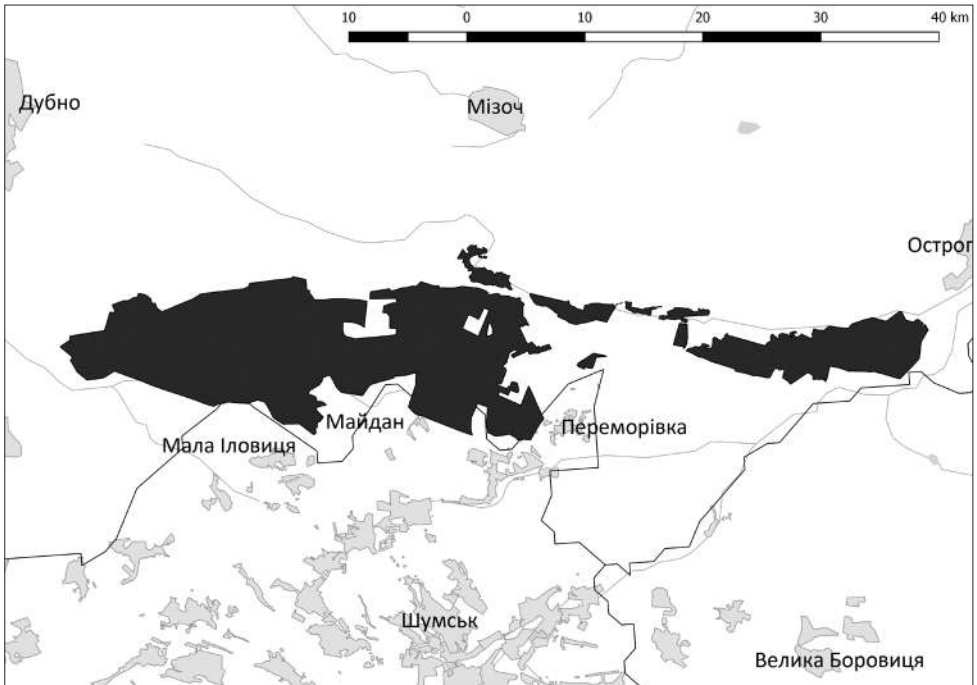 10 0 10 20 30 40 km
Дубно
Мізоч
Острог
Майдан
Переморівка
Мала Іловиця
Шумськ
Велика Боровиця